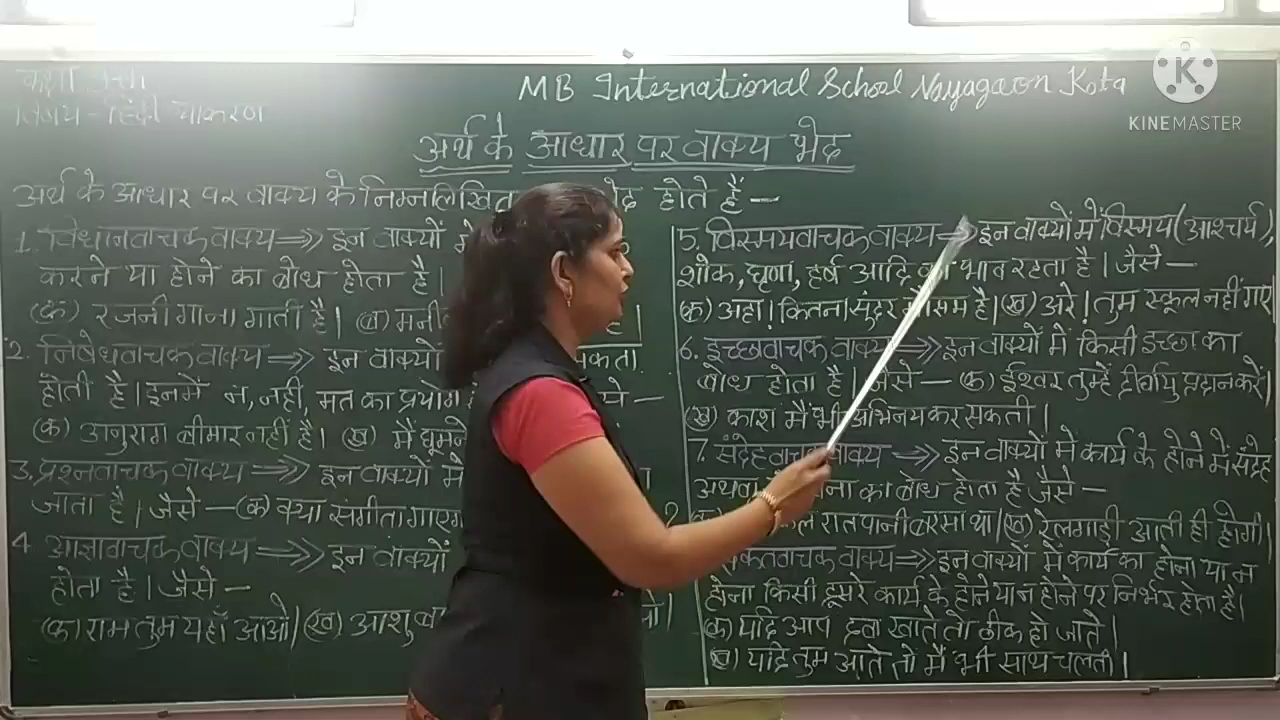 कक्षा
विषय - हिंदी व्याकरण
MB International School Nayagaon Kota
KINEMASTER
अर्थ के आधार पर वाक्य भेद
अर्थ के आधार पर वाक्य के निम्नलिखित भेद होते हैं -
1. विधानवाचक वाक्य ⇒ इन वाक्यों
करने या होने का बोध होता है।
(क) रजनी गाना गाती है। (ख)
2. निषेधवाचक वाक्य ⇒ इन वाक्यों
होती है। इनमें न, नहीं, मत का प्रयोग
(क) अनुराग बीमार नहीं है। (ख) मैं घूमने
3. प्रश्नवाचक वाक्य ⇒ इन वाक्यों में
जाता है। जैसे - (क) क्या संगीता गाएगी
4. आज्ञावाचक वाक्य ⇒ इन वाक्यों
होता है। जैसे -
(क) राम तुम यहाँ आओ। (ख) आशु
5. विस्मयवाचक वाक्य ⇒ इन वाक्यों में विस्मय (आश्चर्य),
शोक, घृणा, हर्ष आदि का भाव रहता है। जैसे -
(क) अहा! कितना सुंदर मौसम है। (ख) अरे! तुम स्कूल नहीं गए
6. इच्छावाचक वाक्य ⇒ इन वाक्यों में किसी इच्छा का
बोध होता है। जैसे - (क) ईश्वर तुम्हें दीर्घायु प्रदान करें।
(ख) काश मैं भी अभिनय कर सकती।
7. संदेहवाचक वाक्य ⇒ इन वाक्यों में कार्य के होने में संदेह
अथवा का बोध होता है जैसे -
रात पानी बरसा था। (ख) रेलगाड़ी आती ही होगी।
वाक्य ⇒ इन वाक्यों में कार्य का होना या न
होना किसी दूसरे कार्य के होने या न होने पर निर्भर होता है।
(क) यदि आप दवा खाते तो ठीक हो जाते।
(ख) यदि तुम आते तो मैं भी साथ चलती।